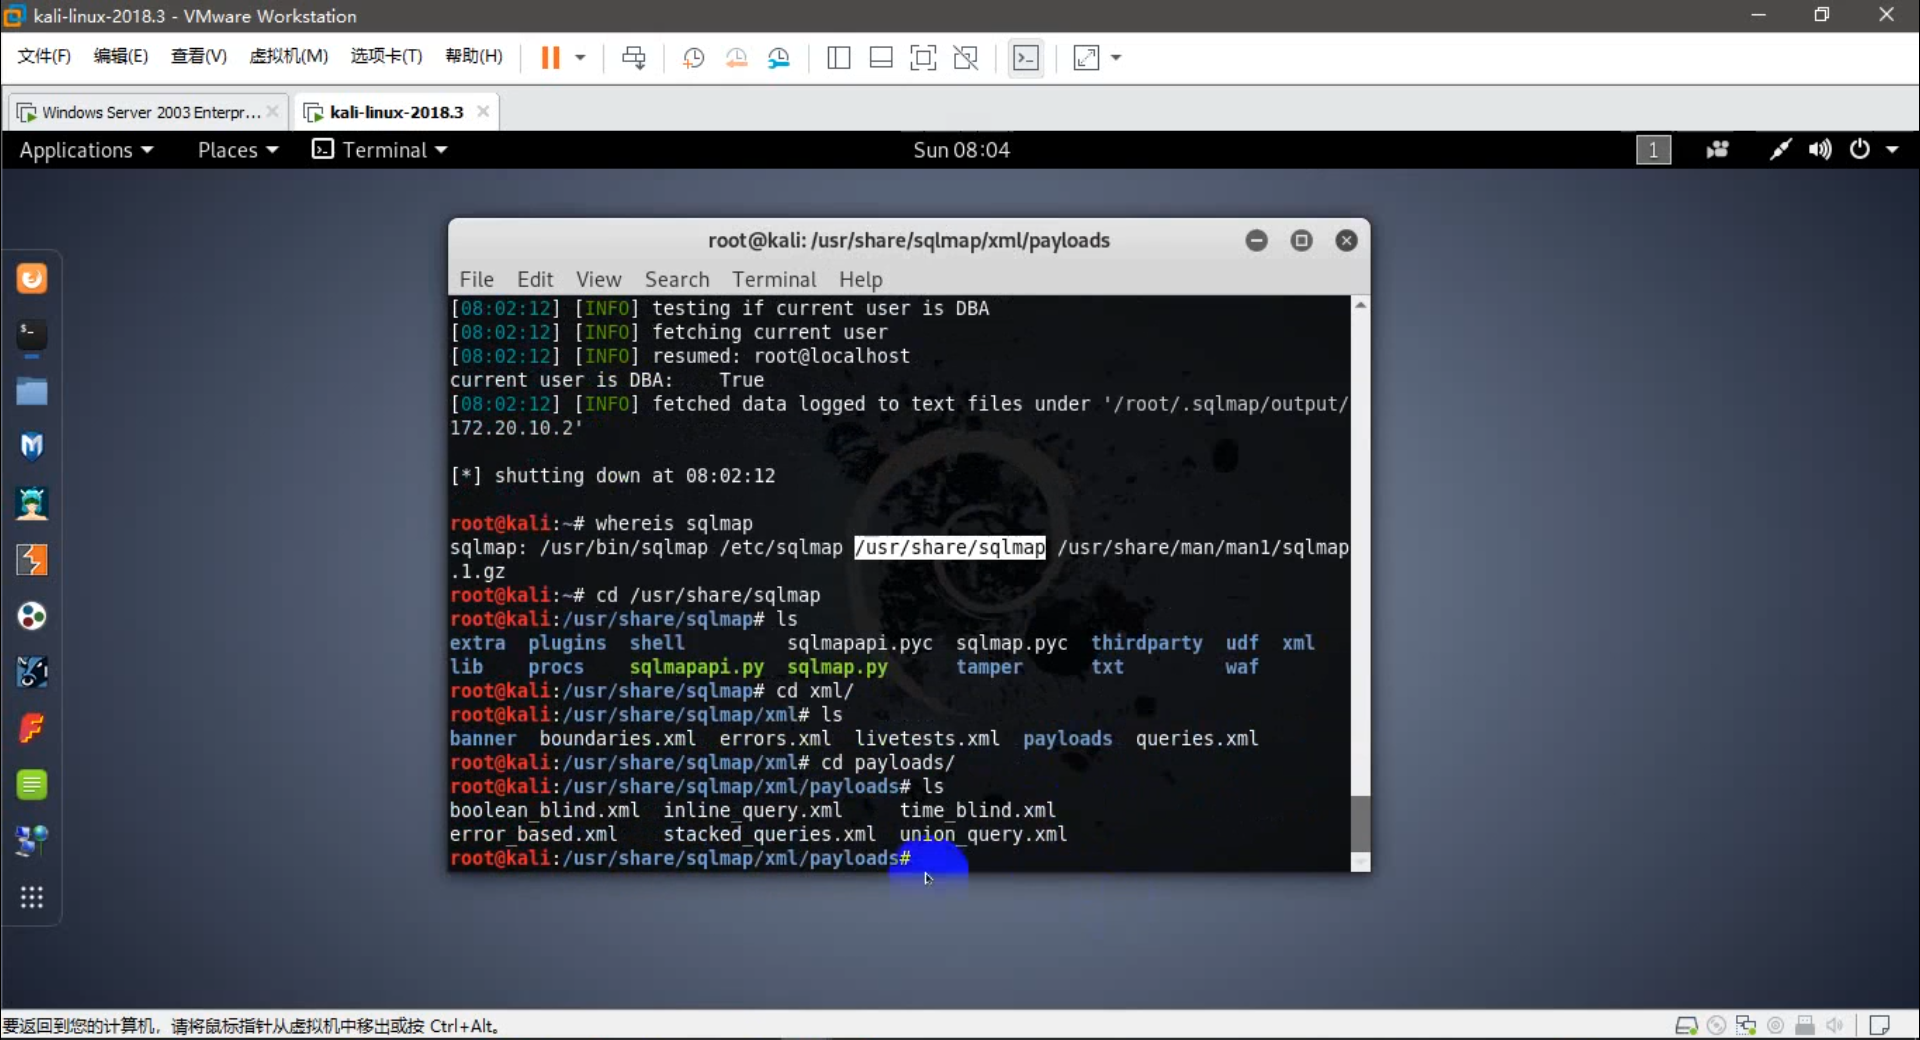 kali-linux-2018.3 - VMware Workstation
文件(F) 编辑(E) 查看(V) 虚拟机(M) 选项卡(T) 帮助(H)
Windows Server 2003 Enterpr... kali-linux-2018.3
Applications Places Terminal Sun 08:04 1
root@kali: /usr/share/sqlmap/xml/payloads
File Edit View Search Terminal Help
[08:02:12] [INFO] testing if current user is DBA
[08:02:12] [INFO] fetching current user
[08:02:12] [INFO] resumed: root@localhost
current user is DBA: True
[08:02:12] [INFO] fetched data logged to text files under '/root/.sqlmap/output/
172.20.10.2'
[*] shutting down at 08:02:12
root@kali:~# whereis sqlmap
sqlmap: /usr/bin/sqlmap /etc/sqlmap /usr/share/sqlmap /usr/share/man/man1/sqlmap
.1.gz
root@kali:~# cd /usr/share/sqlmap
root@kali:/usr/share/sqlmap# ls
extra plugins shell sqlmapapi.pyc sqlmap.pyc thirdparty udf xml
lib procs sqlmapapi.py sqlmap.py tamper txt waf
root@kali:/usr/share/sqlmap# cd xml/
root@kali:/usr/share/sqlmap/xml# ls
banner boundaries.xml errors.xml livetests.xml payloads queries.xml
root@kali:/usr/share/sqlmap/xml# cd payloads/
root@kali:/usr/share/sqlmap/xml/payloads# ls
boolean_blind.xml inline_query.xml time_blind.xml
error_based.xml stacked_queries.xml union_query.xml
root@kali:/usr/share/sqlmap/xml/payloads#
要返回到您的计算机，请将鼠标指针从虚拟机中移出或按 Ctrl+Alt。